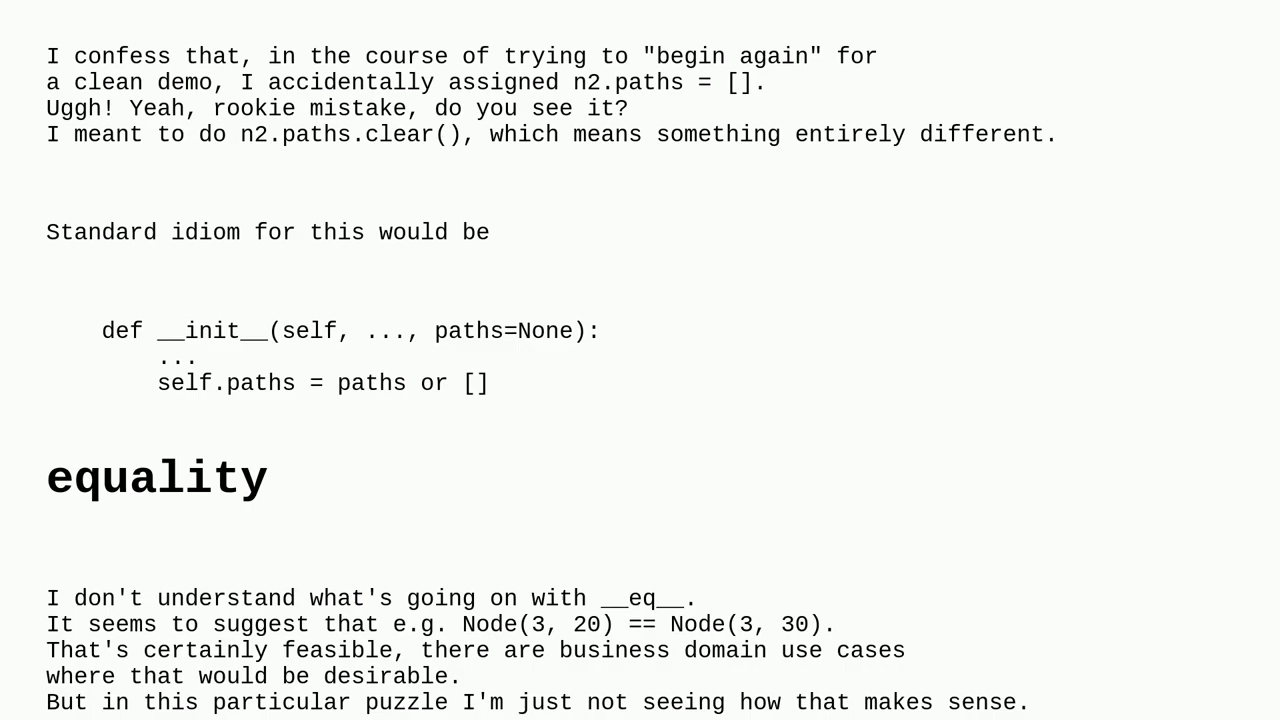 I confess that, in the course of trying to "begin again" for
a clean demo, I accidentally assigned n2.paths = [].
Uggh! Yeah, rookie mistake, do you see it?
I meant to do n2.paths.clear(), which means something entirely different.
Standard idiom for this would be
def __init__(self, ..., paths=None):
...
self.paths = paths or []
equality
I don't understand what's going on with __eq__.
It seems to suggest that e.g. Node(3, 20) == Node(3, 30).
That's certainly feasible, there are business domain use cases
where that would be desirable.
But in this particular puzzle I'm just not seeing how that makes sense.